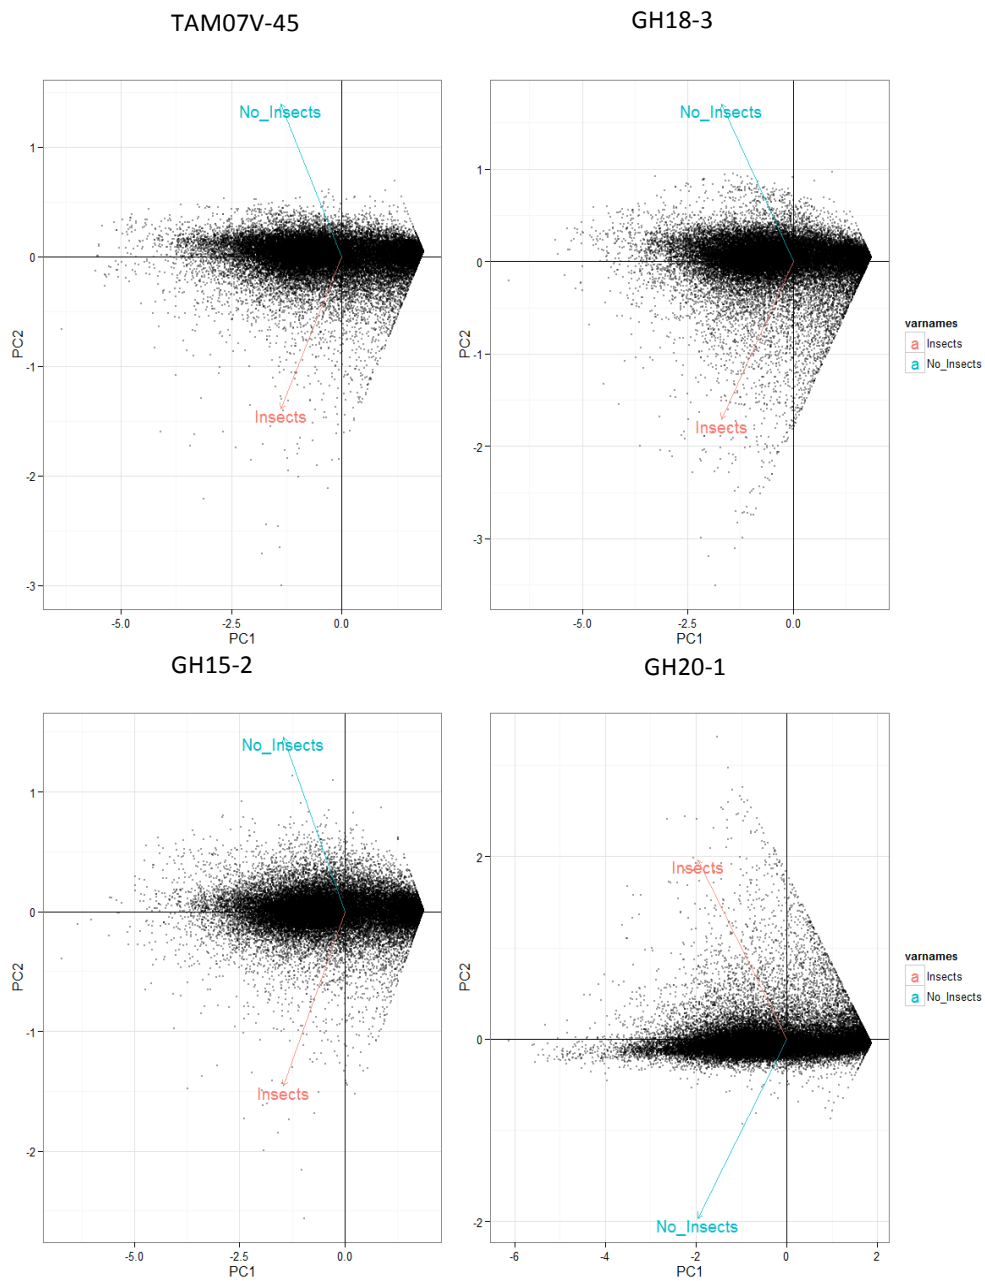 TAM07V-45
GH18-3
No_Insects
Insects
1
0
-1
-2
-3
PC2
-5.0
-2.5
0.0
PC1
No_Insects
Insects
1
0
-1
-2
-3
PC2
-5.0
-2.5
0.0
PC1
varnames
a Insects
a No_Insects
GH15-2
GH20-1
No_Insects
Insects
1
0
-1
-2
PC2
-5.0
-2.5
0.0
PC1
Insects
No_Insects
2
0
-2
PC2
-6
-4
-2
0
2
PC1
varnames
a Insects
a No_Insects